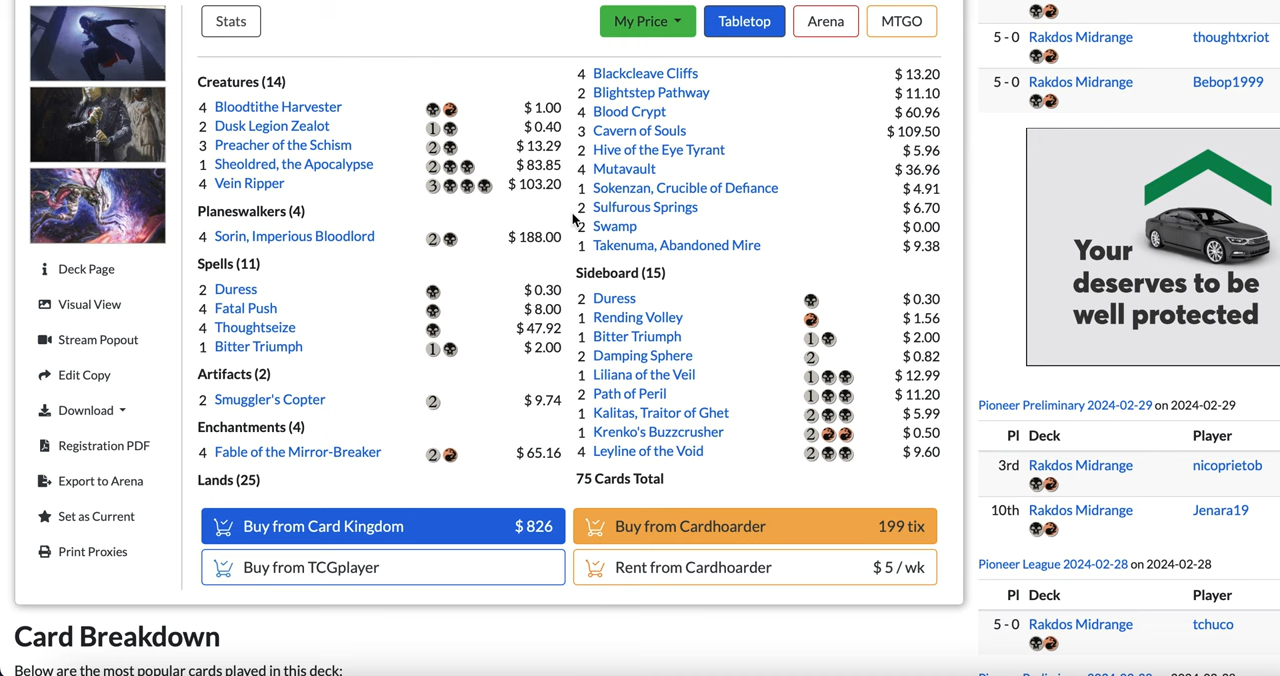 Stats
My Price
Tabletop
Arena
MTGO
Creatures (14)
4 Bloodtithe Harvester $ 1.00
2 Dusk Legion Zealot 1 $ 0.40
3 Preacher of the Schism 2 $ 13.29
1 Sheoldred, the Apocalypse 2 $ 83.85
4 Vein Ripper 3 $ 103.20
Planeswalkers (4)
4 Sorin, Imperious Bloodlord 2 $ 188.00
Spells (11)
2 Duress $ 0.30
4 Fatal Push $ 8.00
4 Thoughtseize $ 47.92
1 Bitter Triumph 1 $ 2.00
Artifacts (2)
2 Smuggler's Copter 2 $ 9.74
Enchantments (4)
4 Fable of the Mirror-Breaker 2 $ 65.16
Lands (25)
4 Blackcleave Cliffs $ 13.20
2 Blightstep Pathway $ 11.10
4 Blood Crypt $ 60.96
3 Cavern of Souls $ 109.50
2 Hive of the Eye Tyrant $ 5.96
4 Mutavault $ 36.96
1 Sokenzan, Crucible of Defiance $ 4.91
2 Sulfurous Springs $ 6.70
2 Swamp $ 0.00
1 Takenuma, Abandoned Mire $ 9.38
Sideboard (15)
2 Duress $ 0.30
1 Rending Volley $ 1.56
1 Bitter Triumph 1 $ 2.00
2 Damping Sphere 2 $ 0.82
1 Liliana of the Veil 1 $ 12.99
2 Path of Peril 1 $ 11.20
1 Kalitas, Traitor of Ghet 2 $ 5.99
1 Krenko's Buzzcrusher 2 $ 0.50
4 Leyline of the Void 2 $ 9.60
75 Cards Total
Deck Page
Visual View
Stream Popout
Edit Copy
Download
Registration PDF
Export to Arena
Set as Current
Print Proxies
Buy from Card Kingdom $ 826
Buy from Cardhoarder 199 tix
Buy from TCGplayer
Rent from Cardhoarder $ 5 / wk
Card Breakdown
Below are the most popular cards played in this deck:
5 - 0 Rakdos Midrange thoughtxriot
5 - 0 Rakdos Midrange Bebop1999
Your
deserves to be
well protected
Pioneer Preliminary 2024-02-29 on 2024-02-29
Pl Deck Player
3rd Rakdos Midrange nicoprietob
10th Rakdos Midrange Jenara19
Pioneer League 2024-02-28 on 2024-02-28
Pl Deck Player
5 - 0 Rakdos Midrange tchuco